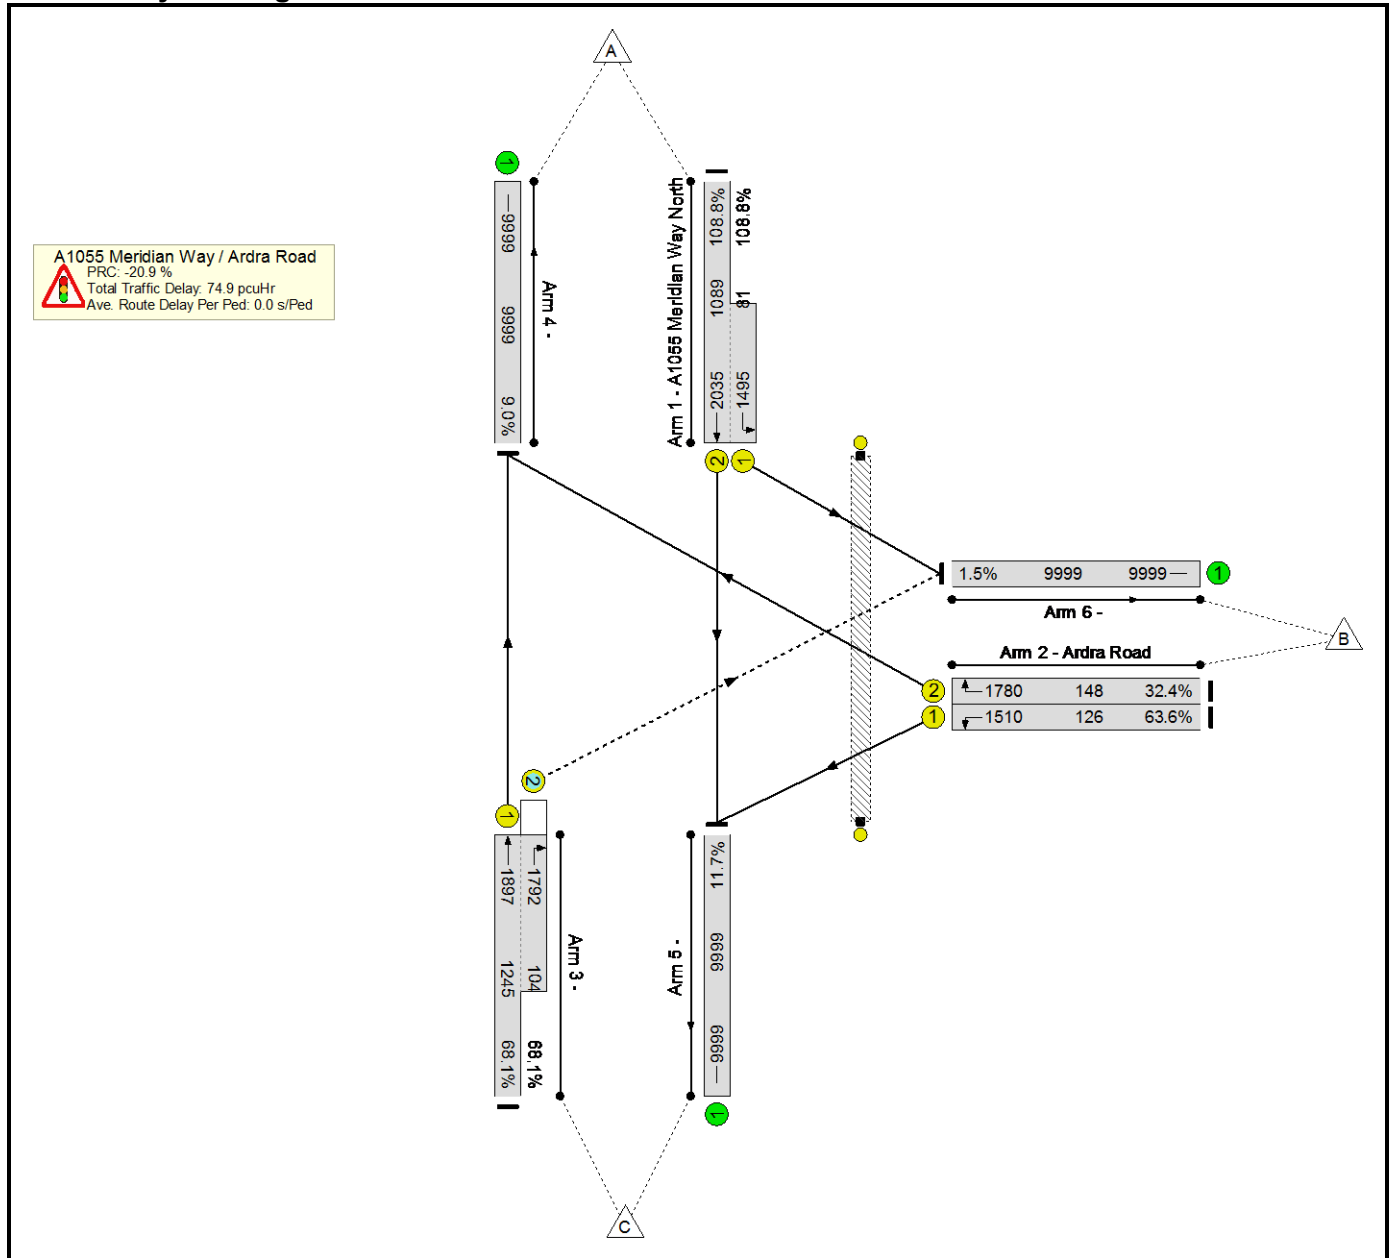 A
1
A1055 Meridian Way / Ardra Road
PRC: -20.9 %
Total Traffic Delay: 74.9 pcuHr
Ave. Route Delay Per Ped: 0.0 s/Ped
9999 9999 9.0%
Arm 4 -
Arm 1 - A1055 Meridian Way North
2035 1089 108.8%
1495 81 108.8%
2
1
1.5% 9999 9999
1
Arm 6 -
B
Arm 2 - Ardra Road
2
1780 148 32.4%
1
1510 126 63.6%
2
1
1897 1245 68.1%
1792 104 68.1%
Arm 3 -
Arm 5 -
9999 9999 11.7%
1
C